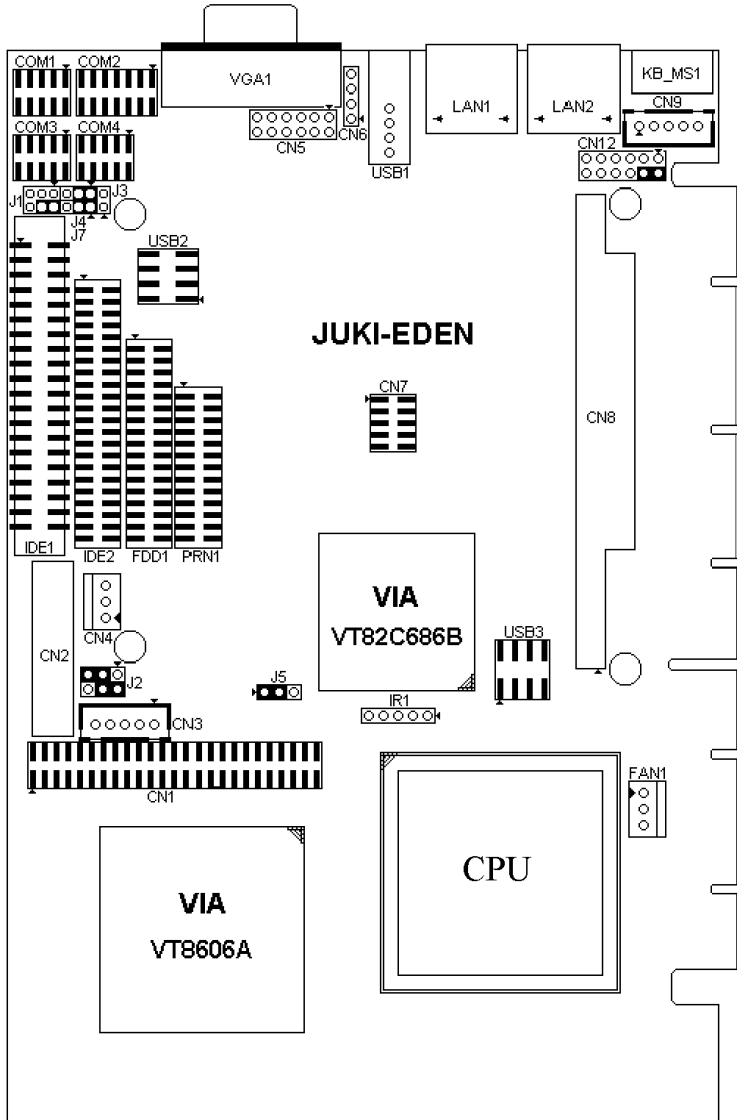 COM1
COM2
VGA1
LAN1
LAN2
KB_MS1
CN9
COM3
COM4
CN5
CN6
USB1
CN12
J1
J3
J4
J7
USB2
JUKI-EDEN
CN7
CN8
IDE1
IDE2
FDD1
PRN1
VIA
VT82C686B
CN4
CN2
USB3
J2
J5
IR1
CN3
CN1
FAN1
CPU
VIA
VT8606A